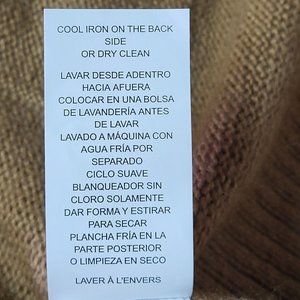 COOL IRON ON THE BACK
SIDE
OR DRY CLEAN
LAVAR DESDE ADENTRO
HACIA AFUERA
COLOCAR EN UNA BOLSA
DE LAVANDERÍA ANTES
DE LAVAR
LAVADO A MÁQUINA CON
AGUA FRÍA POR
SEPARADO
CICLO SUAVE
BLANQUEADOR SIN
CLORO SOLAMENTE
DAR FORMA Y ESTIRAR
PARA SECAR
PLANCHA FRÍA EN LA
PARTE POSTERIOR
O LIMPIEZA EN SECO
LAVER À L'ENVERS